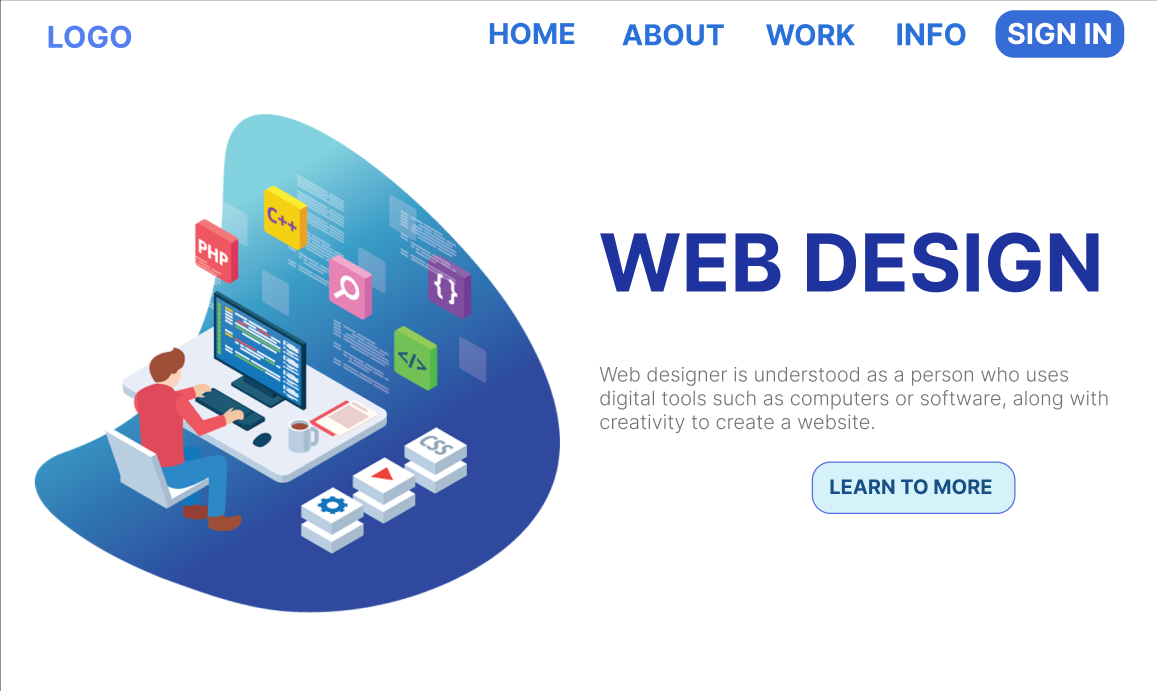 LOGO
HOME ABOUT WORK INFO SIGN IN
C++
PHP
{}
</>
CSS
WEB DESIGN
Web designer is understood as a person who uses
digital tools such as computers or software, along with
creativity to create a website.
LEARN TO MORE